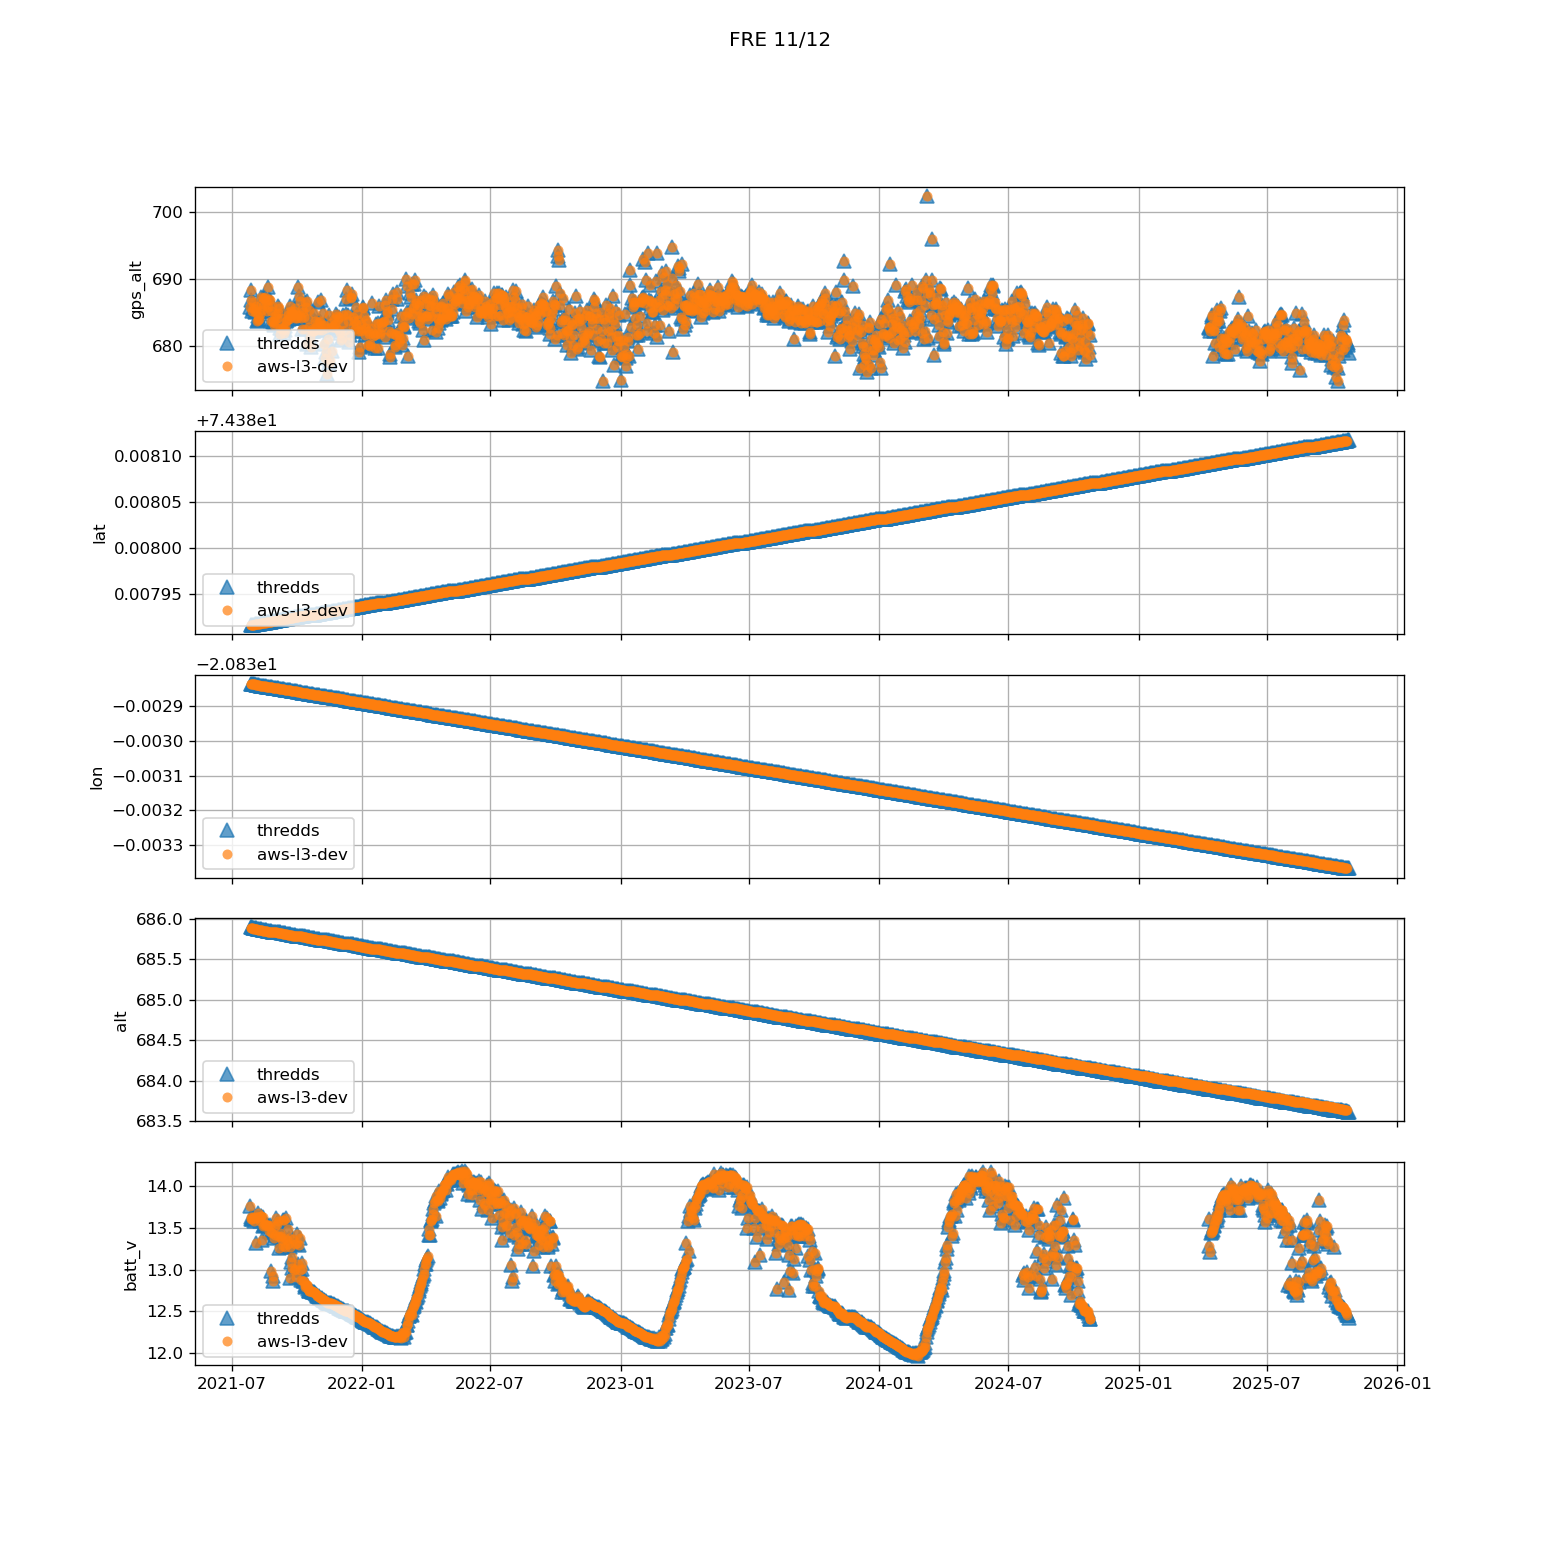 FRE 11/12
700
690
680
gps_alt
thredds
aws-l3-dev
+7.438e1
0.00810
0.00805
0.00800
0.00795
lat
thredds
aws-l3-dev
−2.083e1
−0.0029
−0.0030
−0.0031
−0.0032
−0.0033
lon
thredds
aws-l3-dev
686.0
685.5
685.0
684.5
684.0
683.5
alt
thredds
aws-l3-dev
14.0
13.5
13.0
12.5
12.0
batt_v
thredds
aws-l3-dev
2021-07 2022-01 2022-07 2023-01 2023-07 2024-01 2024-07 2025-01 2025-07 2026-01